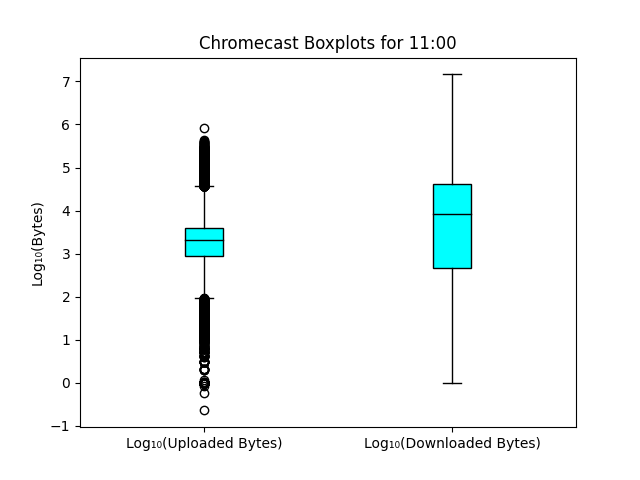 Chromecast Boxplots for 11:00
Log₁₀(Bytes)
7
6
5
4
3
2
1
0
−1
Log₁₀(Uploaded Bytes)
Log₁₀(Downloaded Bytes)